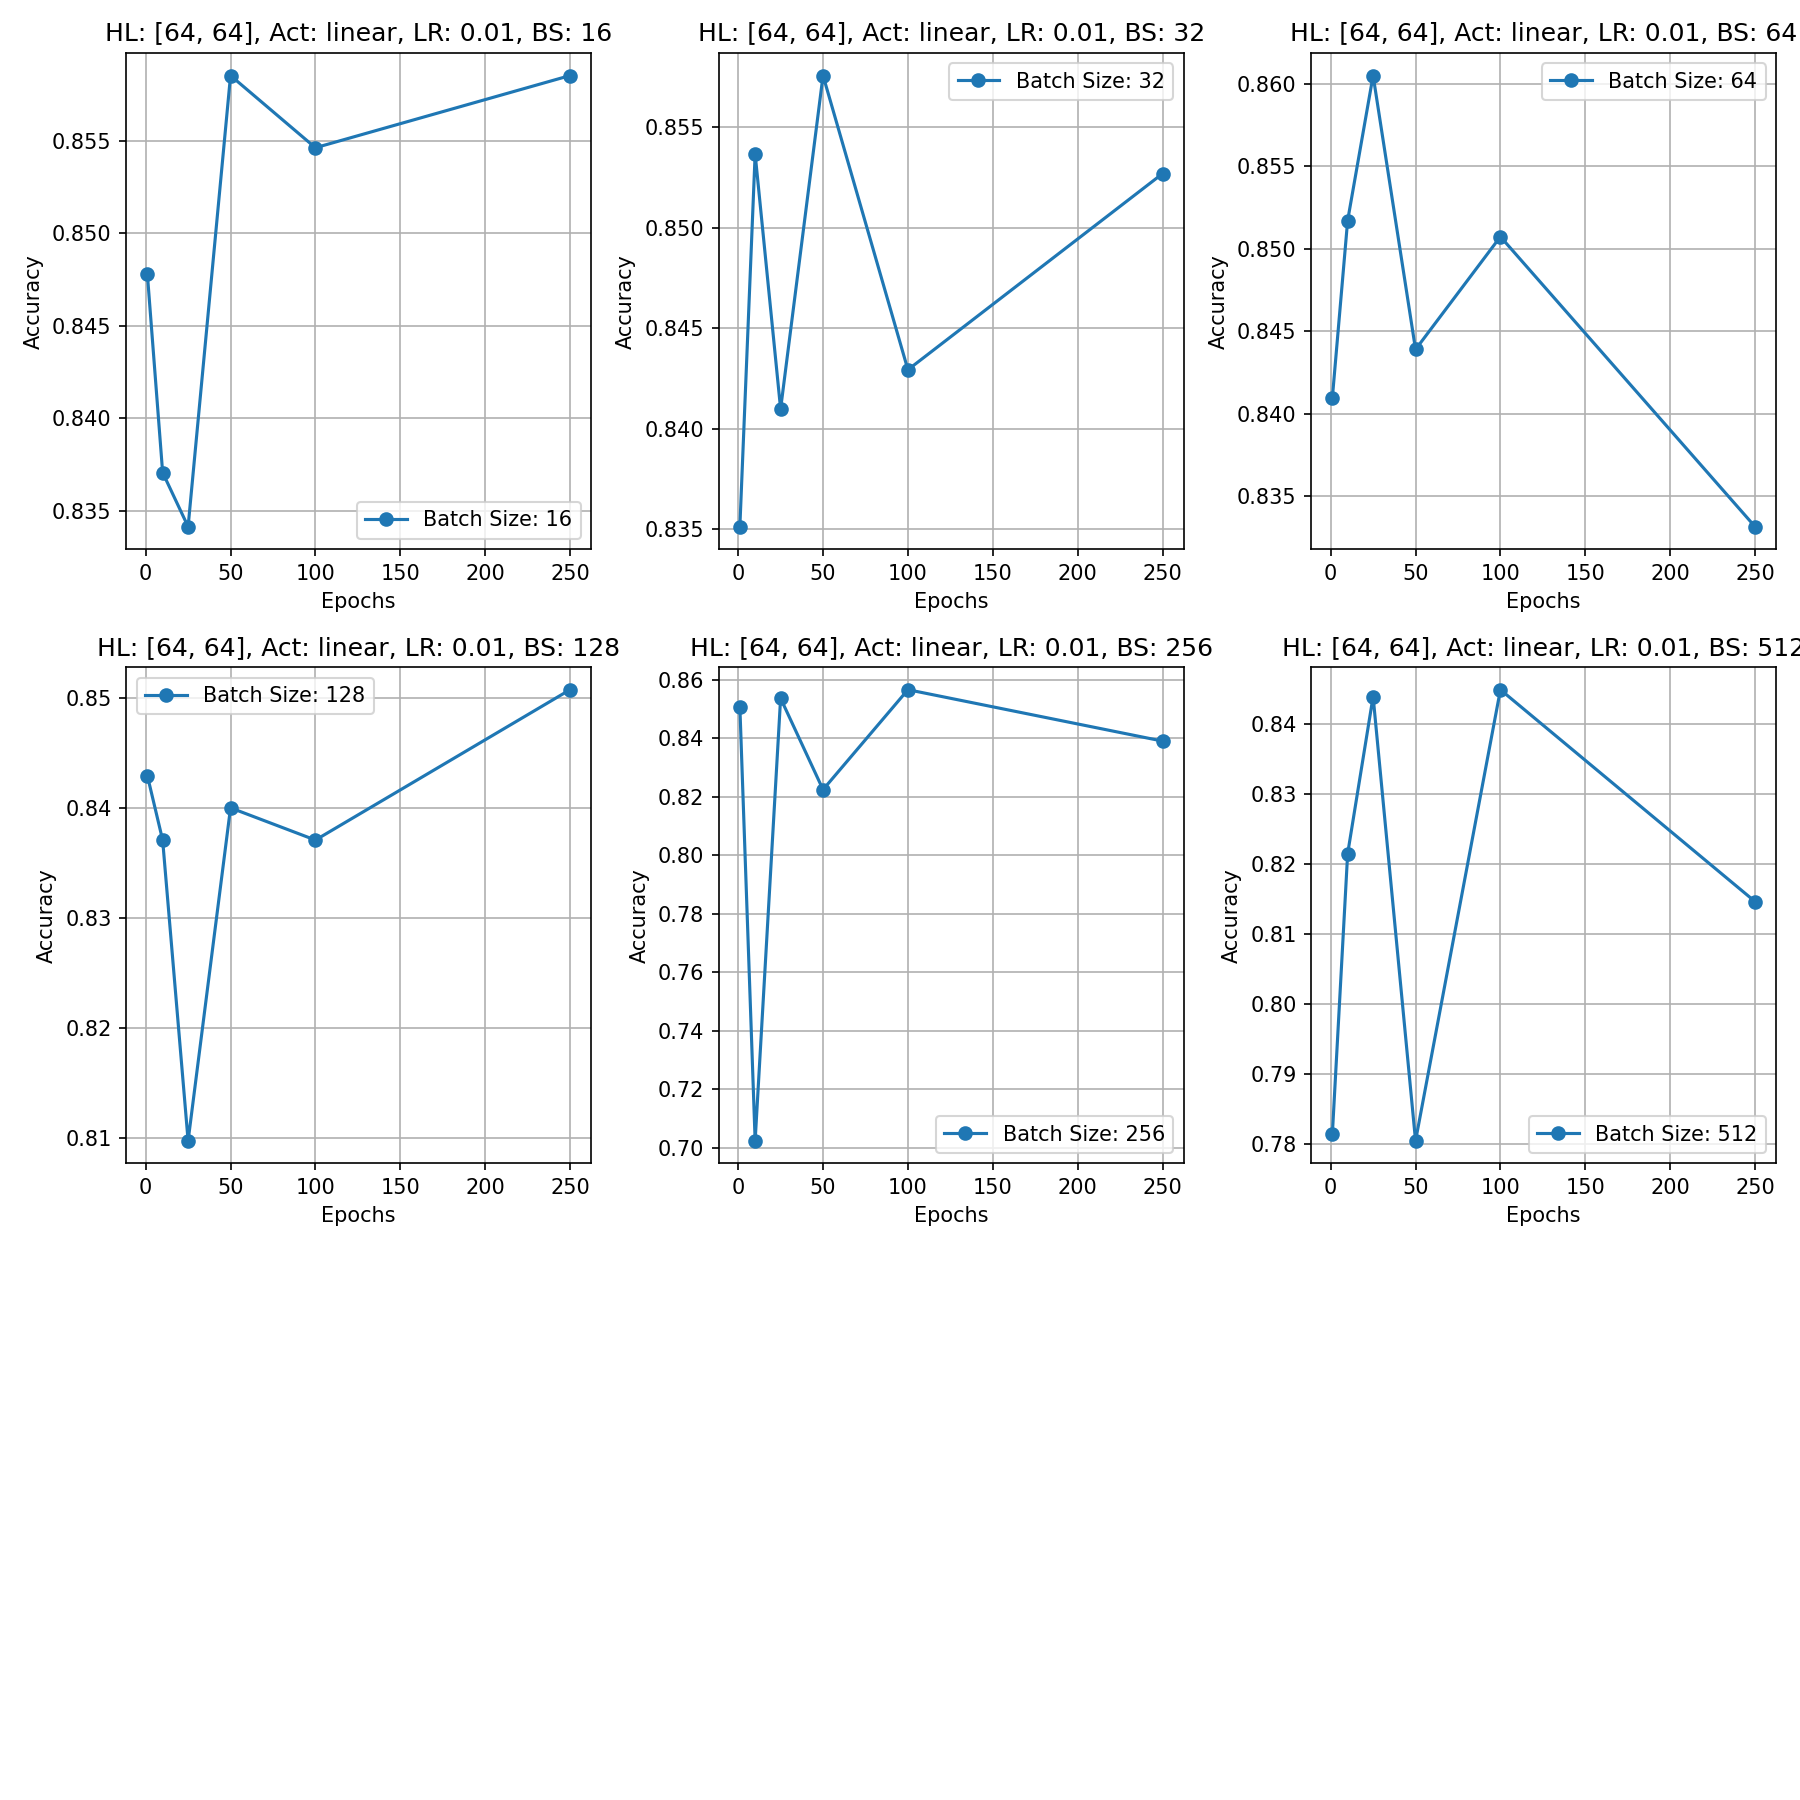 HL: [64, 64], Act: linear, LR: 0.01, BS: 16
0.855
0.850
0.845
0.840
0.835
Accuracy
Batch Size: 16
0 50 100 150 200 250
Epochs
HL: [64, 64], Act: linear, LR: 0.01, BS: 32
0.855
0.850
0.845
0.840
0.835
Accuracy
Batch Size: 32
0 50 100 150 200 250
Epochs
HL: [64, 64], Act: linear, LR: 0.01, BS: 64
0.860
0.855
0.850
0.845
0.840
0.835
Accuracy
Batch Size: 64
0 50 100 150 200 250
Epochs
HL: [64, 64], Act: linear, LR: 0.01, BS: 128
0.85
0.84
0.83
0.82
0.81
Accuracy
Batch Size: 128
0 50 100 150 200 250
Epochs
HL: [64, 64], Act: linear, LR: 0.01, BS: 256
0.86
0.84
0.82
0.80
0.78
0.76
0.74
0.72
0.70
Accuracy
Batch Size: 256
0 50 100 150 200 250
Epochs
HL: [64, 64], Act: linear, LR: 0.01, BS: 512
0.84
0.83
0.82
0.81
0.80
0.79
0.78
Accuracy
Batch Size: 512
0 50 100 150 200 250
Epochs